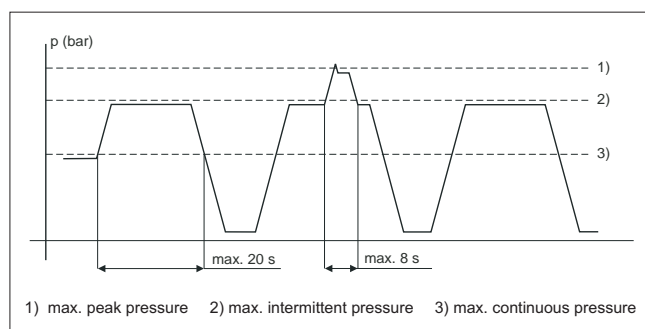 p (bar)
1)
2)
3)
max. 20 s
max. 8 s
1) max. peak pressure 2) max. intermittent pressure 3) max. continuous pressure